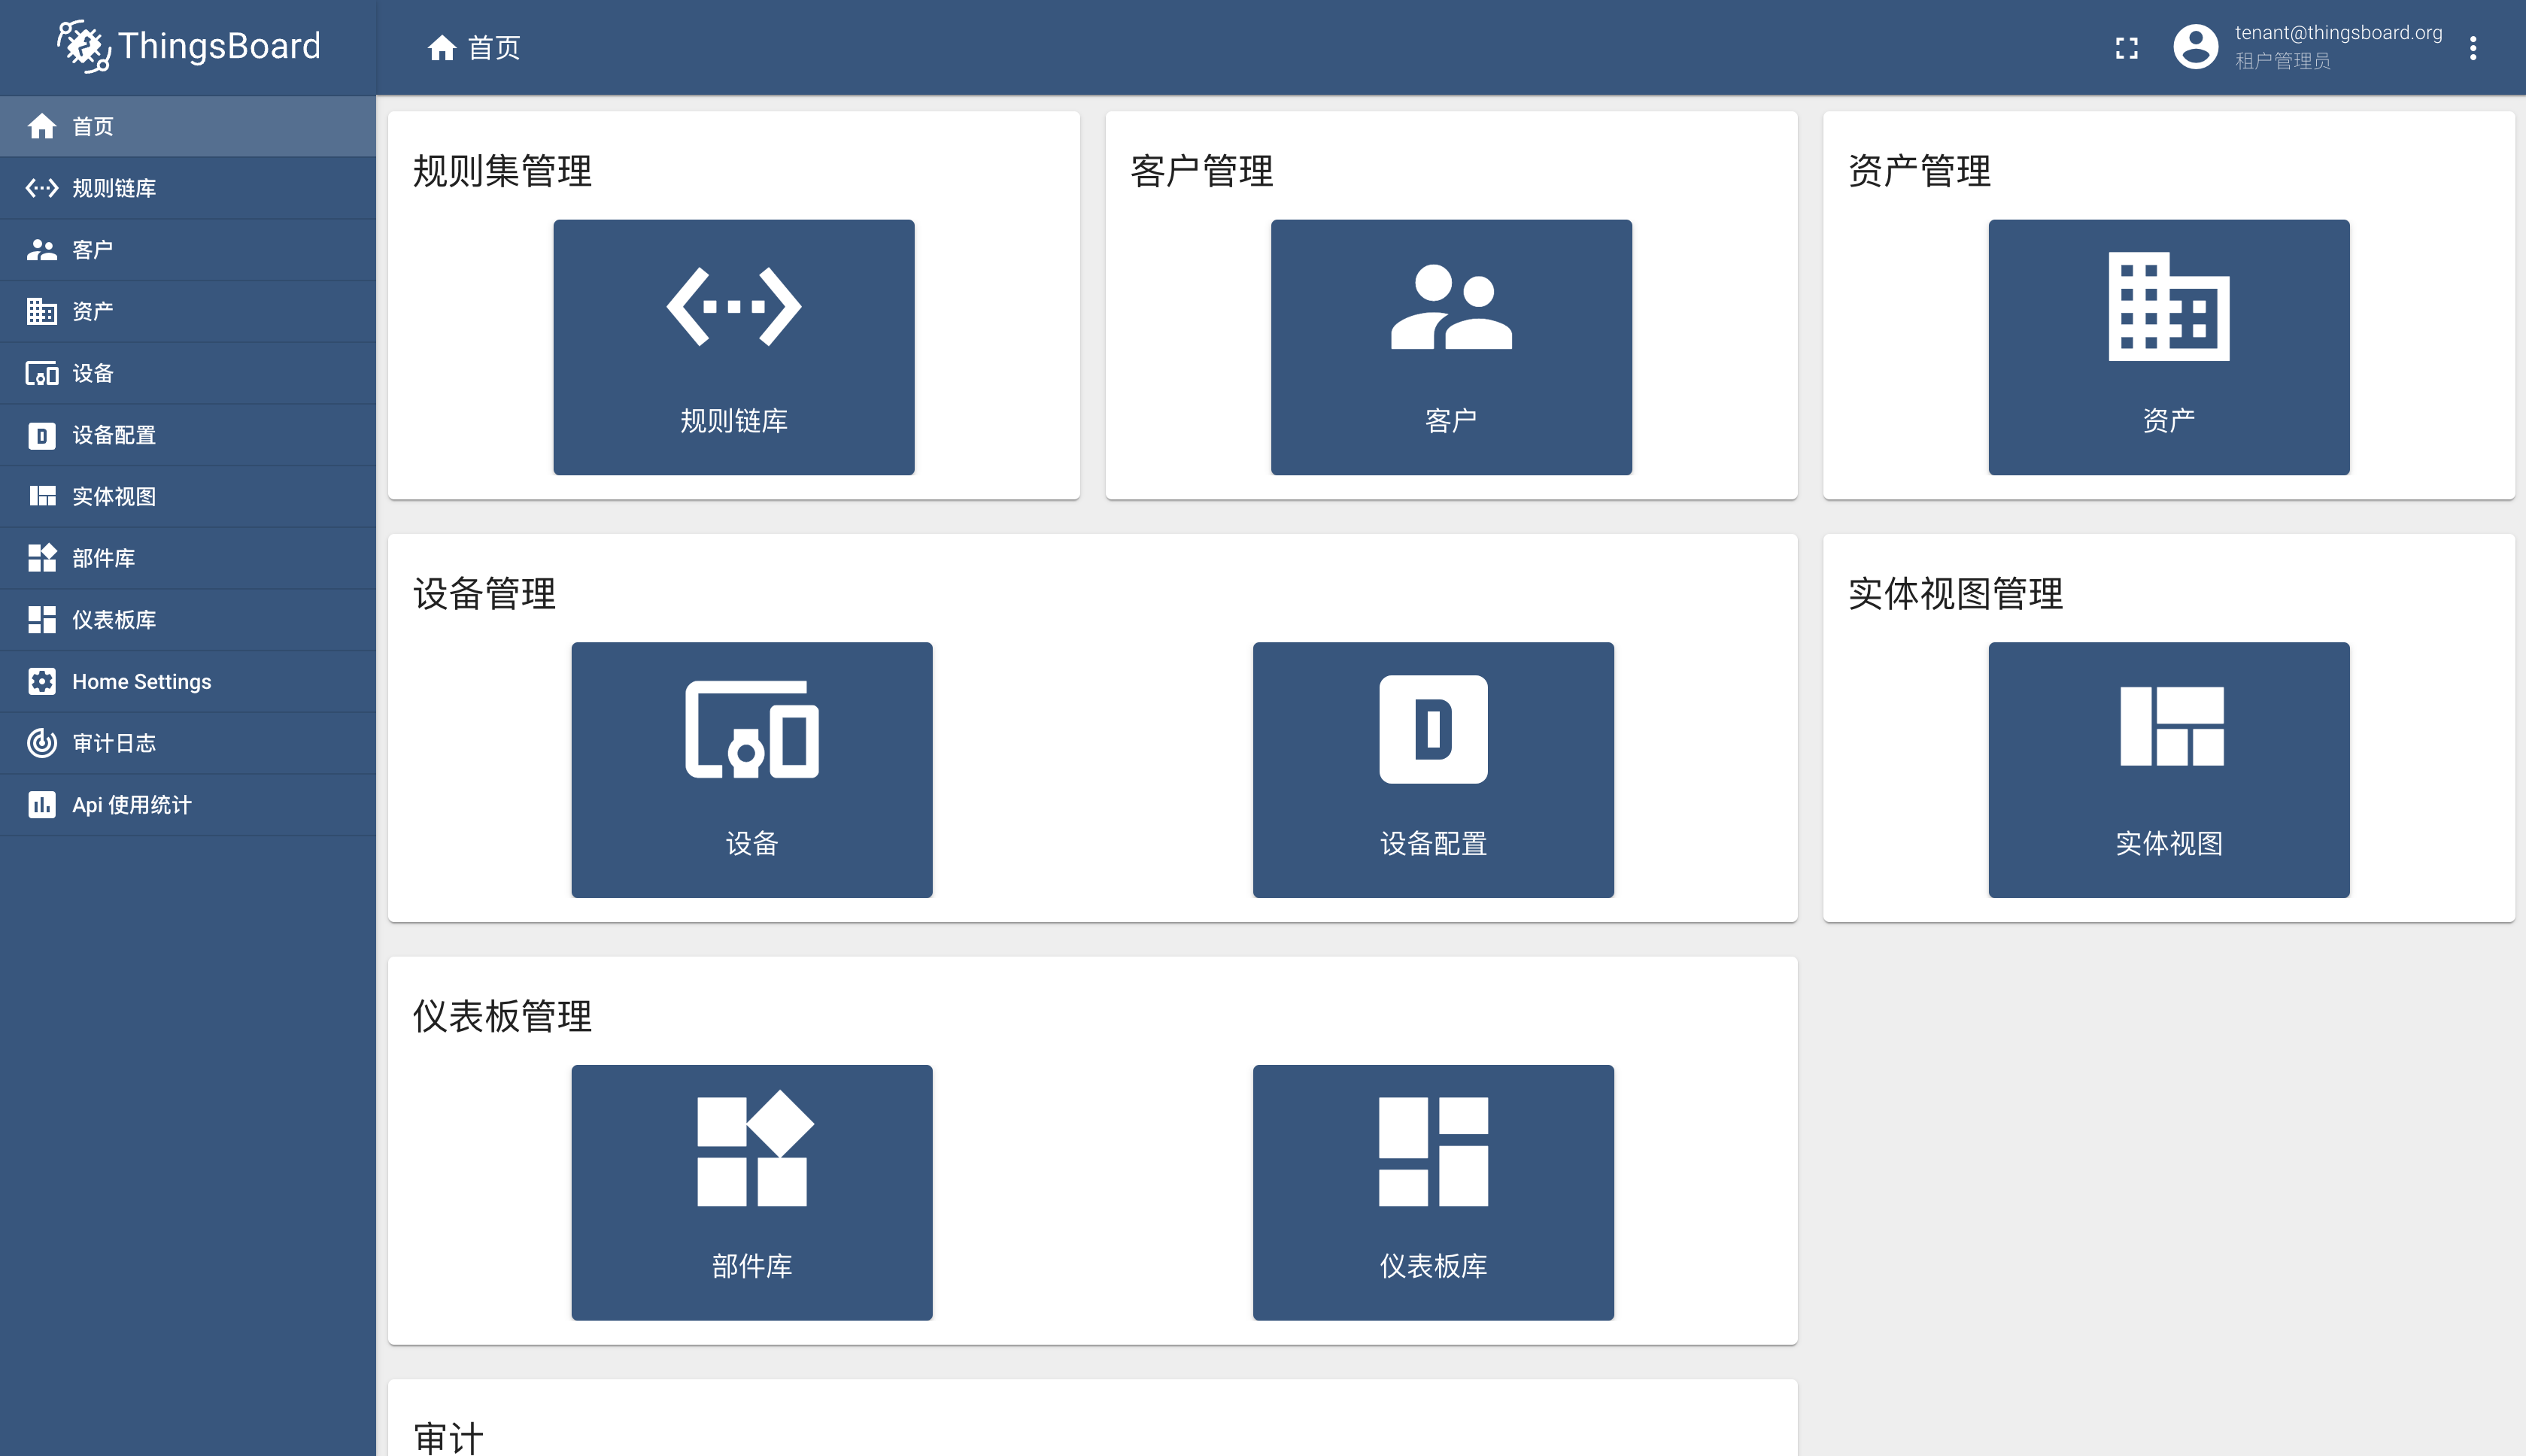 ThingsBoard
首页
tenant@thingsboard.org
租户管理员
首页
规则链库
客户
资产
设备
设备配置
实体视图
部件库
仪表板库
Home Settings
审计日志
Api 使用统计
规则集管理
规则链库
客户管理
客户
资产管理
资产
设备管理
设备
设备配置
实体视图管理
实体视图
仪表板管理
部件库
仪表板库
审计